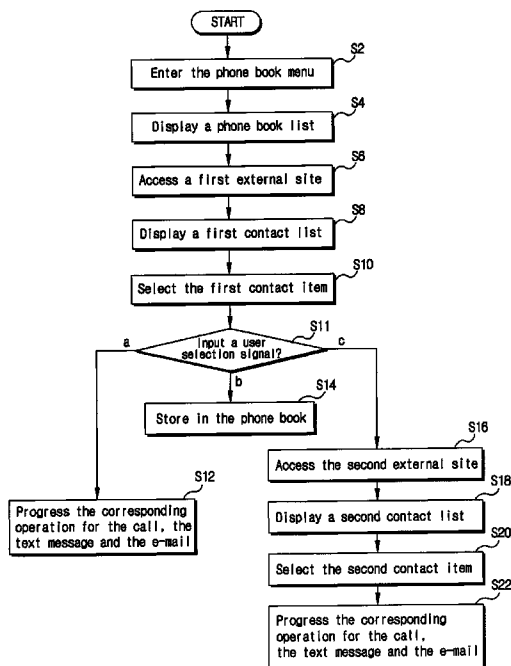 START
S2
Enter the phone book menu
S4
Display a phone book list
S6
Access a first external site
S8
Display a first contact list
S10
Select the first contact item
S11
a
Input a user
selection signal?
c
b
S14
Store in the phone book
S16
Access the second external site
S12
Progress the corresponding
operation for the call, the
text message and the e-mail
S18
Display a second contact list
S20
Select the second contact item
S22
Progress the corresponding
operation for the call,
the text message and the e-mail